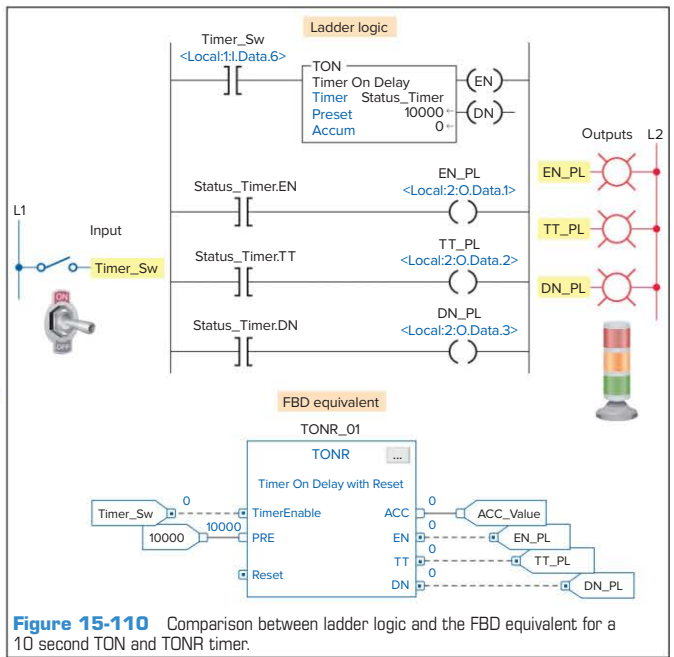 Ladder logic
Timer_Sw
<Local:1:I.Data.6>
TON
Timer On Delay
Timer Status_Timer
Preset 10000
Accum 0
EN
DN
Outputs L2
EN_PL
TT_PL
DN_PL
Status_Timer.EN
EN_PL
<Local:2:O.Data.1>
Status_Timer.TT
TT_PL
<Local:2:O.Data.2>
Status_Timer.DN
DN_PL
<Local:2:O.Data.3>
L1
Input
Timer_Sw
ON
OFF
FBD equivalent
TONR_01
TONR ...
Timer On Delay with Reset
Timer_Sw 0 TimerEnable ACC 0 ACC_Value
10000 10000 PRE EN 0 EN_PL
TT 0 TT_PL
Reset DN 0 DN_PL
Figure 15-110 Comparison between ladder logic and the FBD equivalent for a
10 second TON and TONR timer.